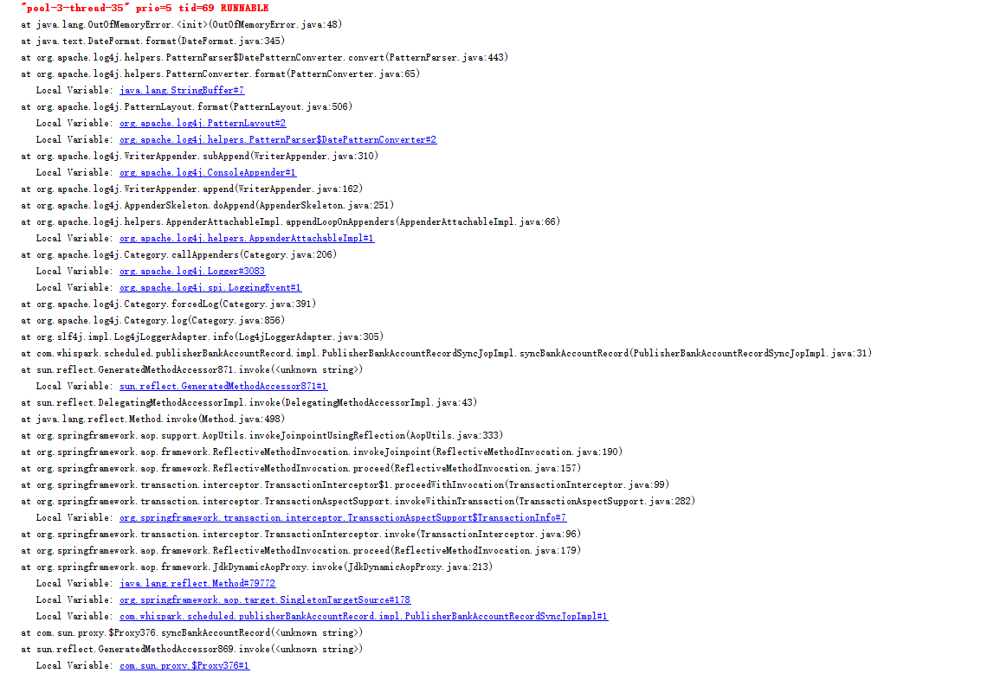 "pool-3-thread-35" prio=5 tid=69 RUNNABLE
at java.lang.OutOfMemoryError.<init>(OutOfMemoryError.java:48)
at java.text.DateFormat.format(DateFormat.java:345)
at org.apache.log4j.helpers.PatternParser$DatePatternConverter.convert(PatternParser.java:443)
at org.apache.log4j.helpers.PatternConverter.format(PatternConverter.java:65)
Local Variable: java.lang.StringBuffer#7
at org.apache.log4j.PatternLayout.format(PatternLayout.java:506)
Local Variable: org.apache.log4j.PatternLayout#2
Local Variable: org.apache.log4j.helpers.PatternParser$DatePatternConverter#2
at org.apache.log4j.WriterAppender.subAppend(WriterAppender.java:310)
Local Variable: org.apache.log4j.ConsoleAppender#1
at org.apache.log4j.WriterAppender.append(WriterAppender.java:162)
at org.apache.log4j.AppenderSkeleton.doAppend(AppenderSkeleton.java:251)
at org.apache.log4j.helpers.AppenderAttachableImpl.appendLoopOnAppenders(AppenderAttachableImpl.java:66)
Local Variable: org.apache.log4j.helpers.AppenderAttachableImpl#1
at org.apache.log4j.Category.callAppenders(Category.java:206)
Local Variable: org.apache.log4j.Logger#3083
Local Variable: org.apache.log4j.spi.LoggingEvent#1
at org.apache.log4j.Category.forcedLog(Category.java:391)
at org.apache.log4j.Category.log(Category.java:856)
at org.slf4j.impl.Log4jLoggerAdapter.info(Log4jLoggerAdapter.java:305)
at com.whispark.scheduled.publisherBankAccountRecord.impl.PublisherBankAccountRecordSyncJopImpl.syncBankAccountRecord(PublisherBankAccountRecordSyncJopImpl.java:31)
at sun.reflect.GeneratedMethodAccessor871.invoke(<unknown string>)
Local Variable: sun.reflect.GeneratedMethodAccessor871#1
at sun.reflect.DelegatingMethodAccessorImpl.invoke(DelegatingMethodAccessorImpl.java:43)
at java.lang.reflect.Method.invoke(Method.java:498)
at org.springframework.aop.support.AopUtils.invokeJoinpointUsingReflection(AopUtils.java:333)
at org.springframework.aop.framework.ReflectiveMethodInvocation.invokeJoinpoint(ReflectiveMethodInvocation.java:190)
at org.springframework.aop.framework.ReflectiveMethodInvocation.proceed(ReflectiveMethodInvocation.java:157)
at org.springframework.transaction.interceptor.TransactionInterceptor$1.proceedWithInvocation(TransactionInterceptor.java:99)
at org.springframework.transaction.interceptor.TransactionAspectSupport.invokeWithinTransaction(TransactionAspectSupport.java:282)
Local Variable: org.springframework.transaction.interceptor.TransactionAspectSupport$TransactionInfo#7
at org.springframework.transaction.interceptor.TransactionInterceptor.invoke(TransactionInterceptor.java:96)
at org.springframework.aop.framework.ReflectiveMethodInvocation.proceed(ReflectiveMethodInvocation.java:179)
at org.springframework.aop.framework.JdkDynamicAopProxy.invoke(JdkDynamicAopProxy.java:213)
Local Variable: java.lang.reflect.Method#79772
Local Variable: org.springframework.aop.target.SingletonTargetSource#178
Local Variable: com.whispark.scheduled.publisherBankAccountRecord.impl.PublisherBankAccountRecordSyncJopImpl#1
at com.sun.proxy.$Proxy376.syncBankAccountRecord(<unknown string>)
at sun.reflect.GeneratedMethodAccessor869.invoke(<unknown string>)
Local Variable: com.sun.proxy.$Proxy376#1